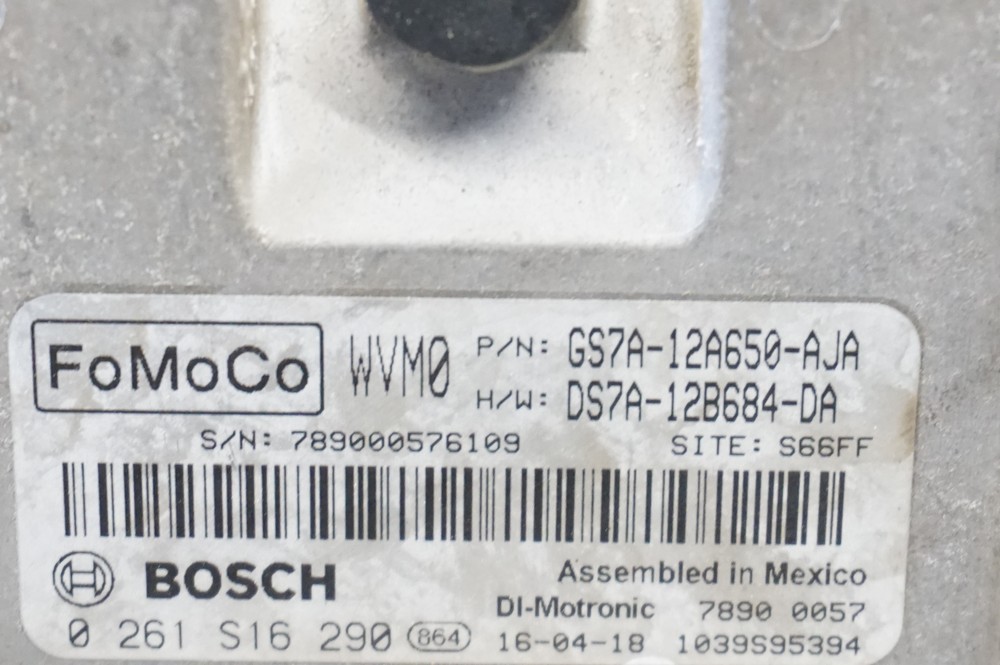 FoMoCo WVM0 P/N: GS7A-12A650-AJA
H/W: DS7A-12B684-DA
S/N: 789000576109 SITE: S66FF
BOSCH Assembled in Mexico
DI-Motronic 7890 0057
0 261 S16 290 864 16-04-18 1039S95394